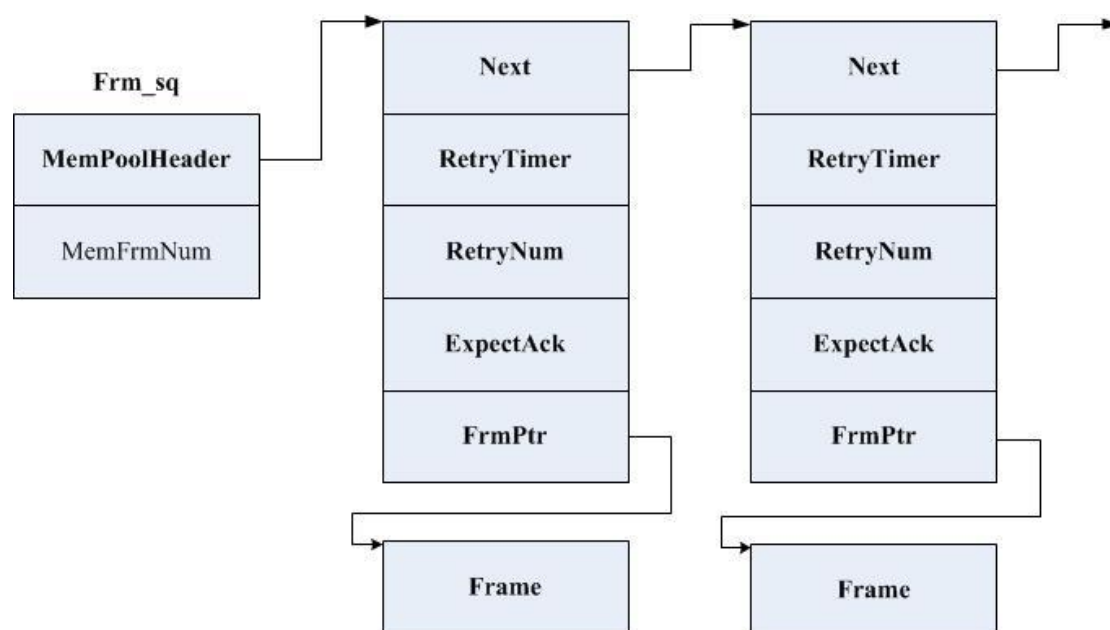 Frm_sq
MemPoolHeader
MemFrmNum
Next
RetryTimer
RetryNum
ExpectAck
FrmPtr
Frame
Next
RetryTimer
RetryNum
ExpectAck
FrmPtr
Frame